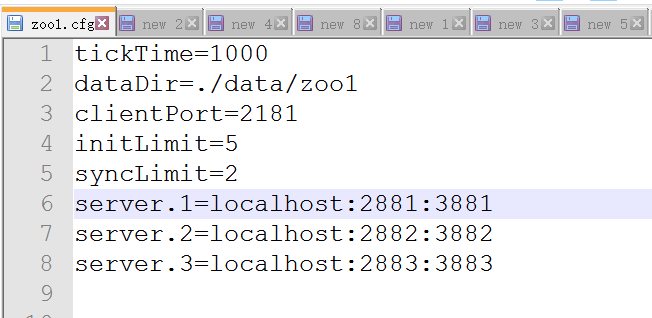 zoo1.cfg new 2 new 4 new 8 new 1 new 3 new 5
1 tickTime=1000
2 dataDir=./data/zoo1
3 clientPort=2181
4 initLimit=5
5 syncLimit=2
6 server.1=localhost:2881:3881
7 server.2=localhost:2882:3882
8 server.3=localhost:2883:3883
9